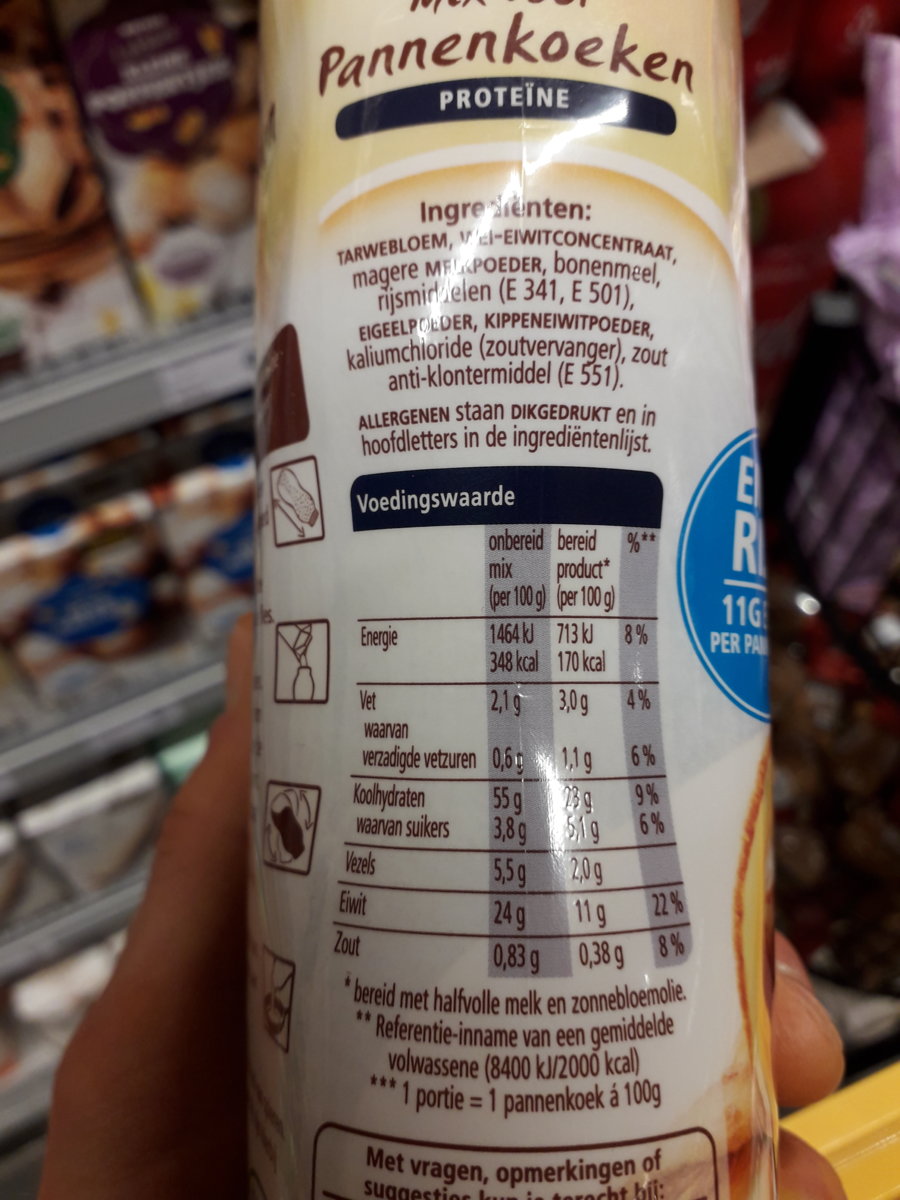 Pannenkoeken
PROTEÏNE
Ingrediënten:
TARWEBLOEM, WEI-EIWITCONCENTRAAT,
magere MELKPOEDER, bonenmeel,
rijsmiddelen (E 341, E 501),
EIGEELPOEDER, KIPPENEIWITPOEDER,
kaliumchloride (zoutvervanger), zout
anti-klontermiddel (E 551).
ALLERGENEN staan DIKGEDRUKT en in
hoofdletters in de ingrediëntenlijst.
Voedingswaarde
onbereid bereid %**
mix product*
(per 100 g) (per 100 g)
Energie 1464 kJ 713 kJ 8 %
348 kcal 170 kcal
Vet 2,1 g 3,0 g 4 %
waarvan
verzadigde vetzuren 0,6 g 1,1 g 6 %
Koolhydraten 55 g 23 g 9 %
waarvan suikers 3,8 g 5,1 g 6 %
Vezels 5,5 g 2,0 g
Eiwit 24 g 11 g 22 %
Zout 0,83 g 0,38 g 8 %
* bereid met halfvolle melk en zonnebloemolie.
** Referentie-inname van een gemiddelde
volwassene (8400 kJ/2000 kcal)
*** 1 portie = 1 pannenkoek á 100g
Met vragen, opmerkingen of
11G
PER